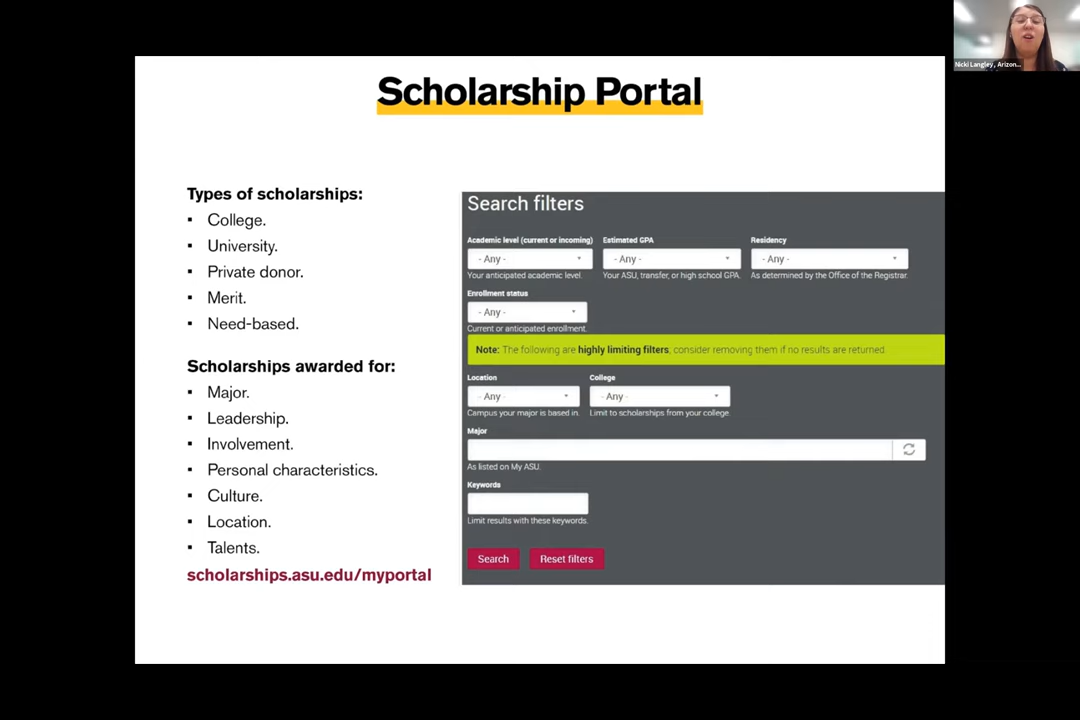 Nicki Langley, Arizon...
Scholarship Portal
Types of scholarships:
▪ College.
▪ University.
▪ Private donor.
▪ Merit.
▪ Need-based.
Scholarships awarded for:
▪ Major.
▪ Leadership.
▪ Involvement.
▪ Personal characteristics.
▪ Culture.
▪ Location.
▪ Talents.
scholarships.asu.edu/myportal
Search filters
Academic level (current or incoming) Estimated GPA Residency
- Any - - Any - - Any -
Your anticipated academic level. Your ASU, transfer, or high school GPA. As determined by the Office of the Registrar.
Enrollment status
- Any -
Current or anticipated enrollment.
Note: The following are highly limiting filters, consider removing them if no results are returned.
Location College
- Any - - Any -
Campus your major is based in. Limit to scholarships from your college.
Major
As listed on My ASU.
Keywords
Limit results with these keywords.
Search Reset filters